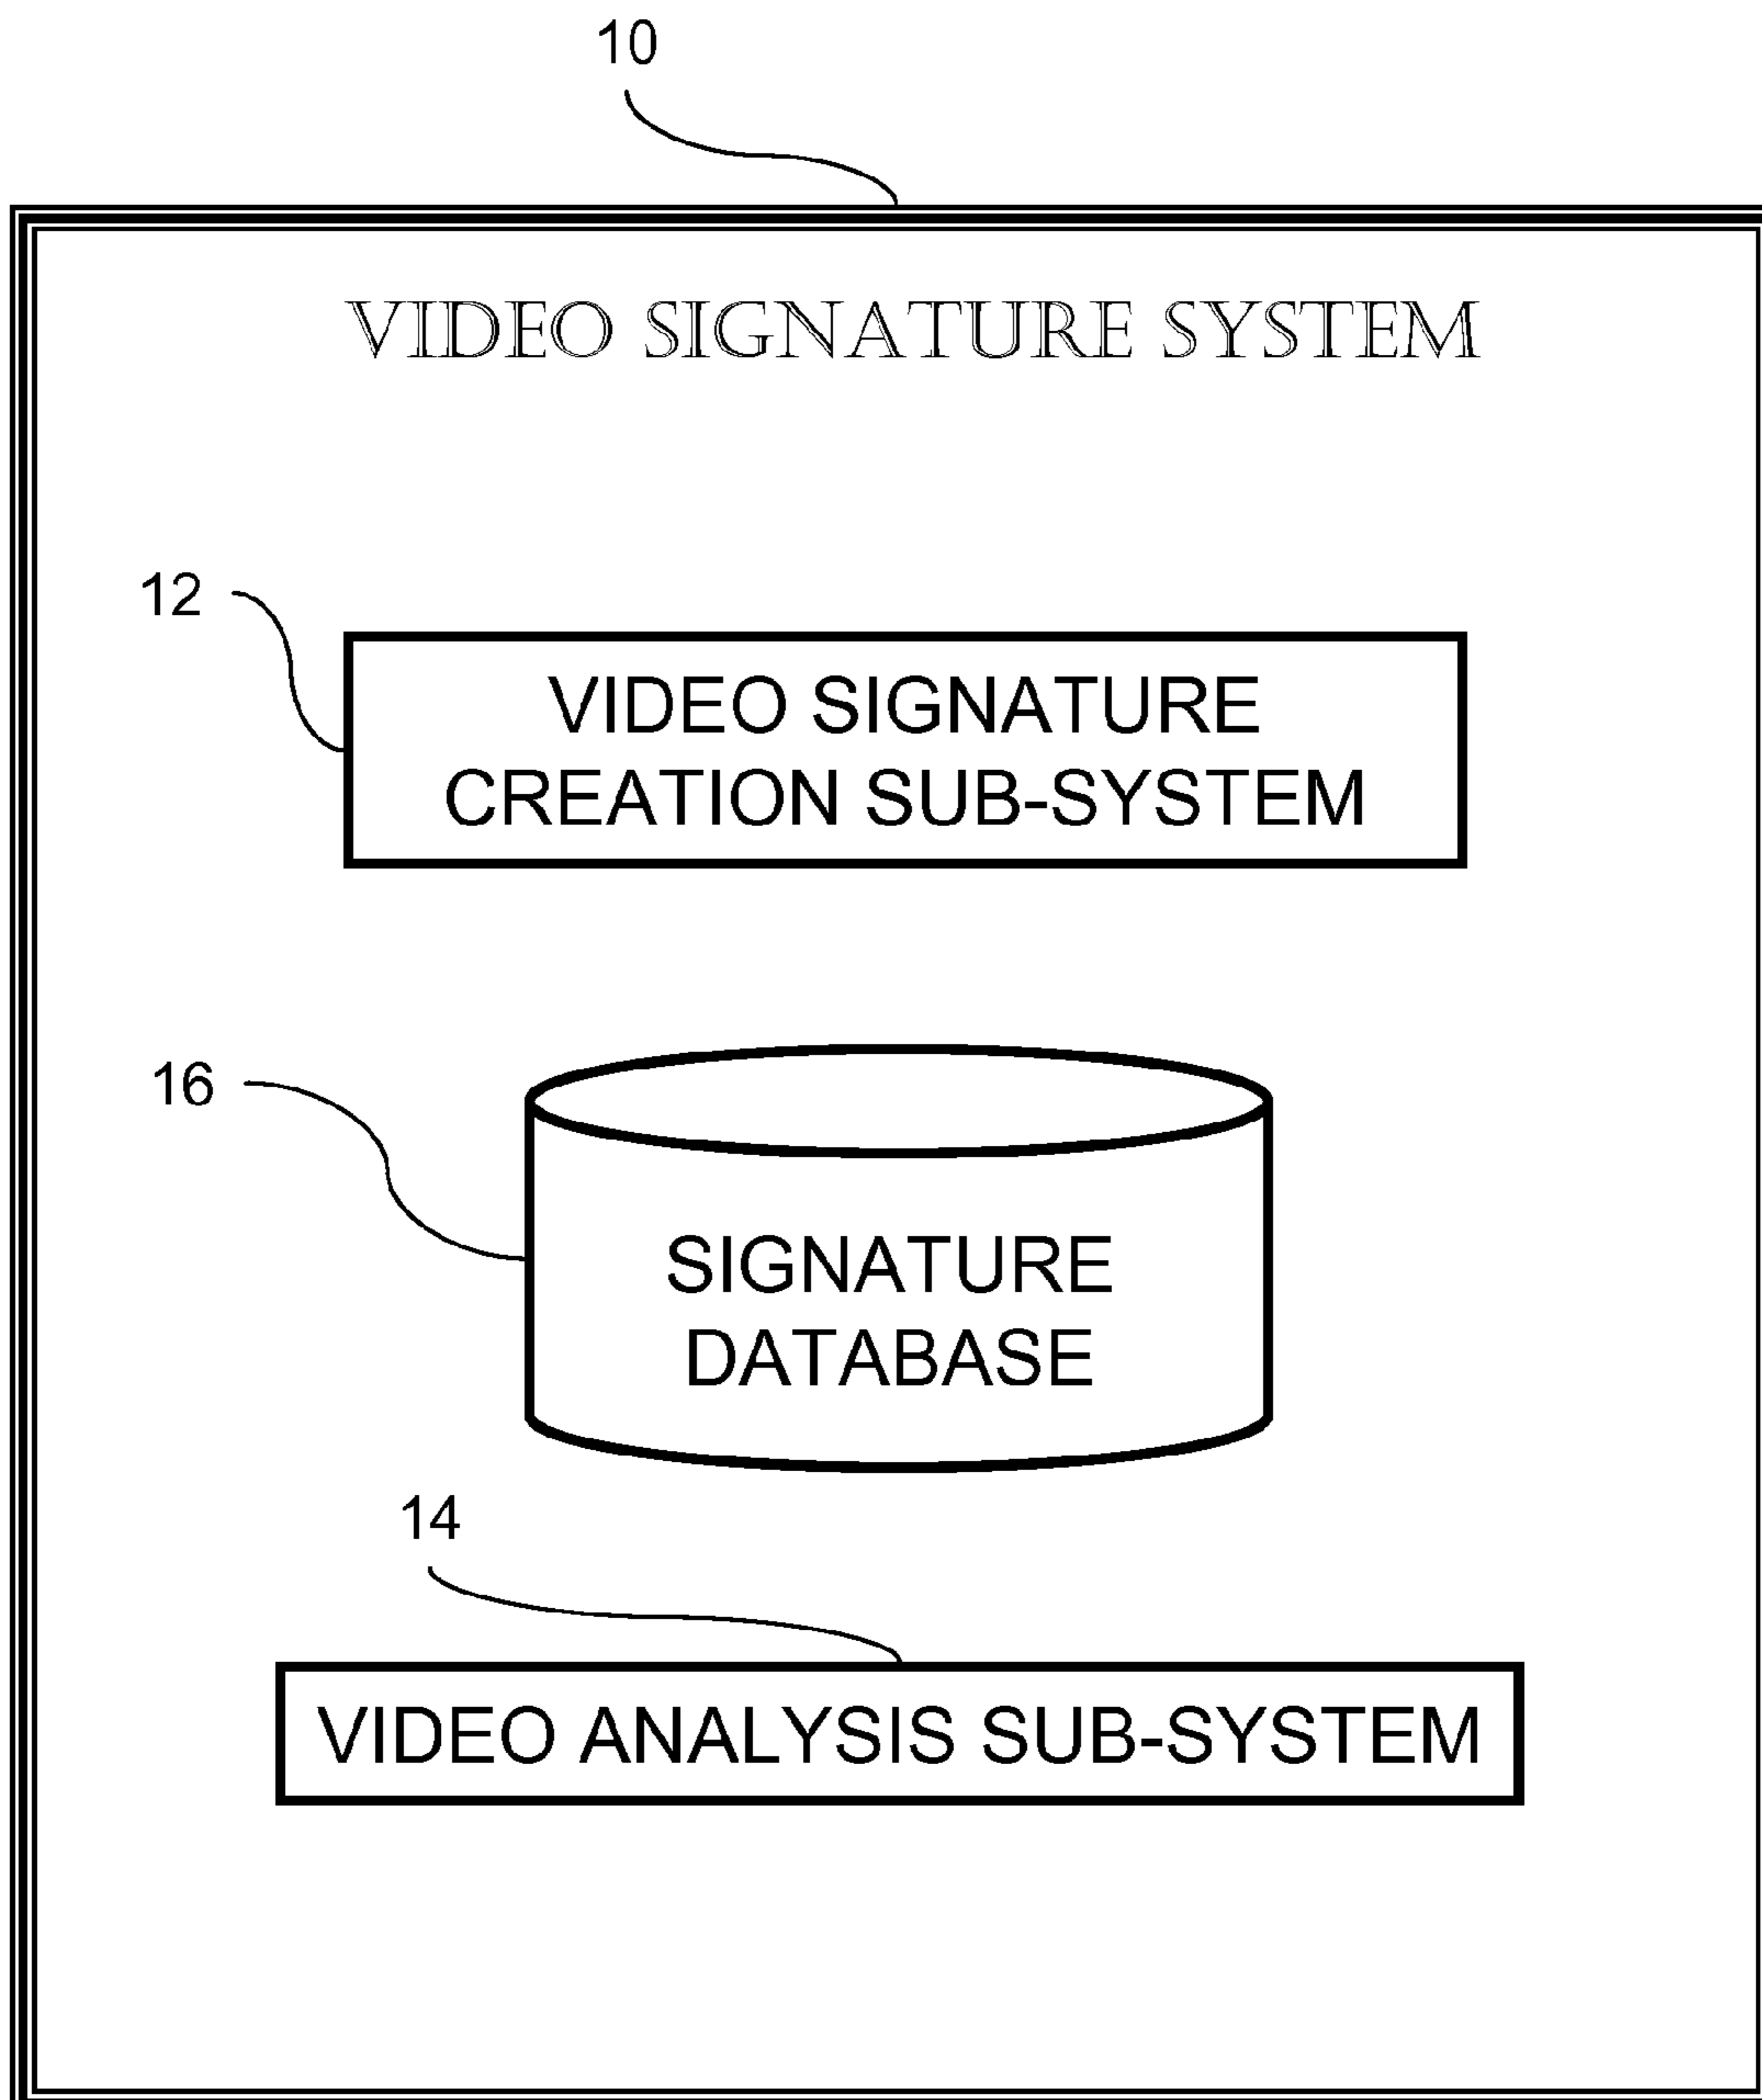 10
VIDEO SIGNATURE SYSTEM
12
VIDEO SIGNATURE
CREATION SUB-SYSTEM
16
SIGNATURE
DATABASE
14
VIDEO ANALYSIS SUB-SYSTEM